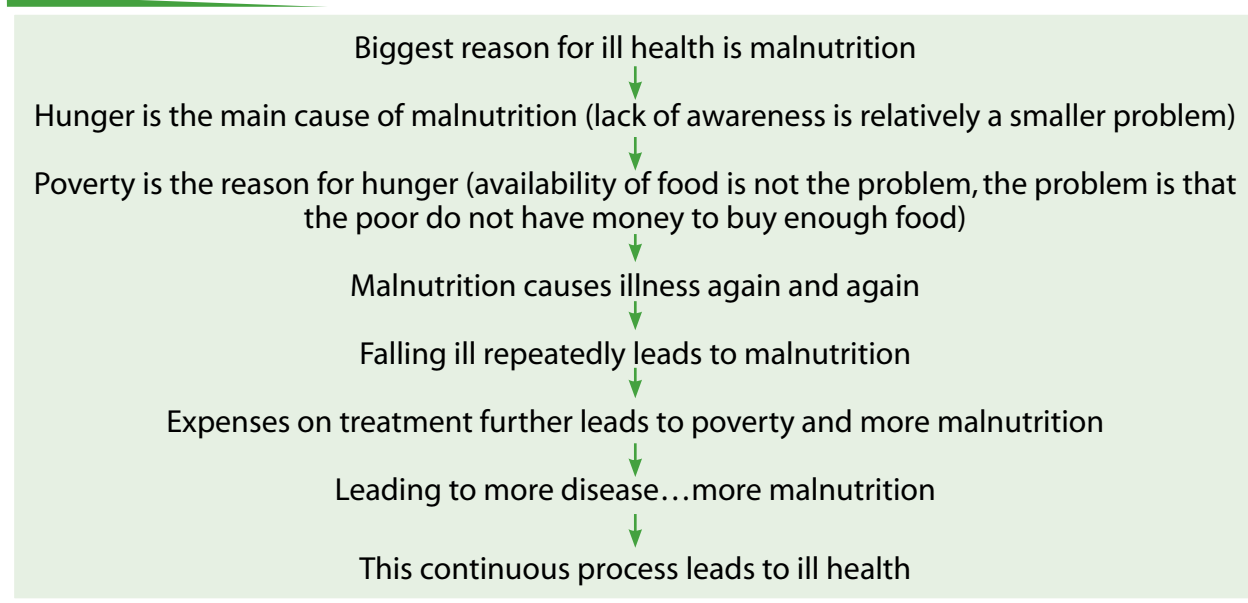 Biggest reason for ill health is malnutrition
Hunger is the main cause of malnutrition (lack of awareness is relatively a smaller problem)
Poverty is the reason for hunger (availability of food is not the problem, the problem is that
the poor do not have money to buy enough food)
Malnutrition causes illness again and again
Falling ill repeatedly leads to malnutrition
Expenses on treatment further leads to poverty and more malnutrition
Leading to more disease…more malnutrition
This continuous process leads to ill health